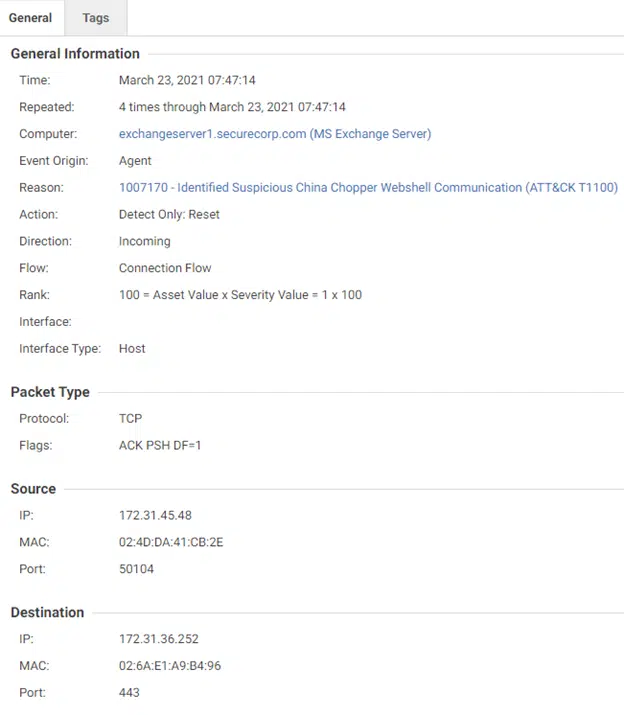 General Tags
General Information
Time: March 23, 2021 07:47:14
Repeated: 4 times through March 23, 2021 07:47:14
Computer: exchangeserver1.securecorp.com (MS Exchange Server)
Event Origin: Agent
Reason: 1007170 - Identified Suspicious China Chopper Webshell Communication (ATT&CK T1100)
Action: Detect Only: Reset
Direction: Incoming
Flow: Connection Flow
Rank: 100 = Asset Value x Severity Value = 1 x 100
Interface:
Interface Type: Host
Packet Type
Protocol: TCP
Flags: ACK PSH DF=1
Source
IP: 172.31.45.48
MAC: 02:4D:DA:41:CB:2E
Port: 50104
Destination
IP: 172.31.36.252
MAC: 02:6A:E1:A9:B4:96
Port: 443